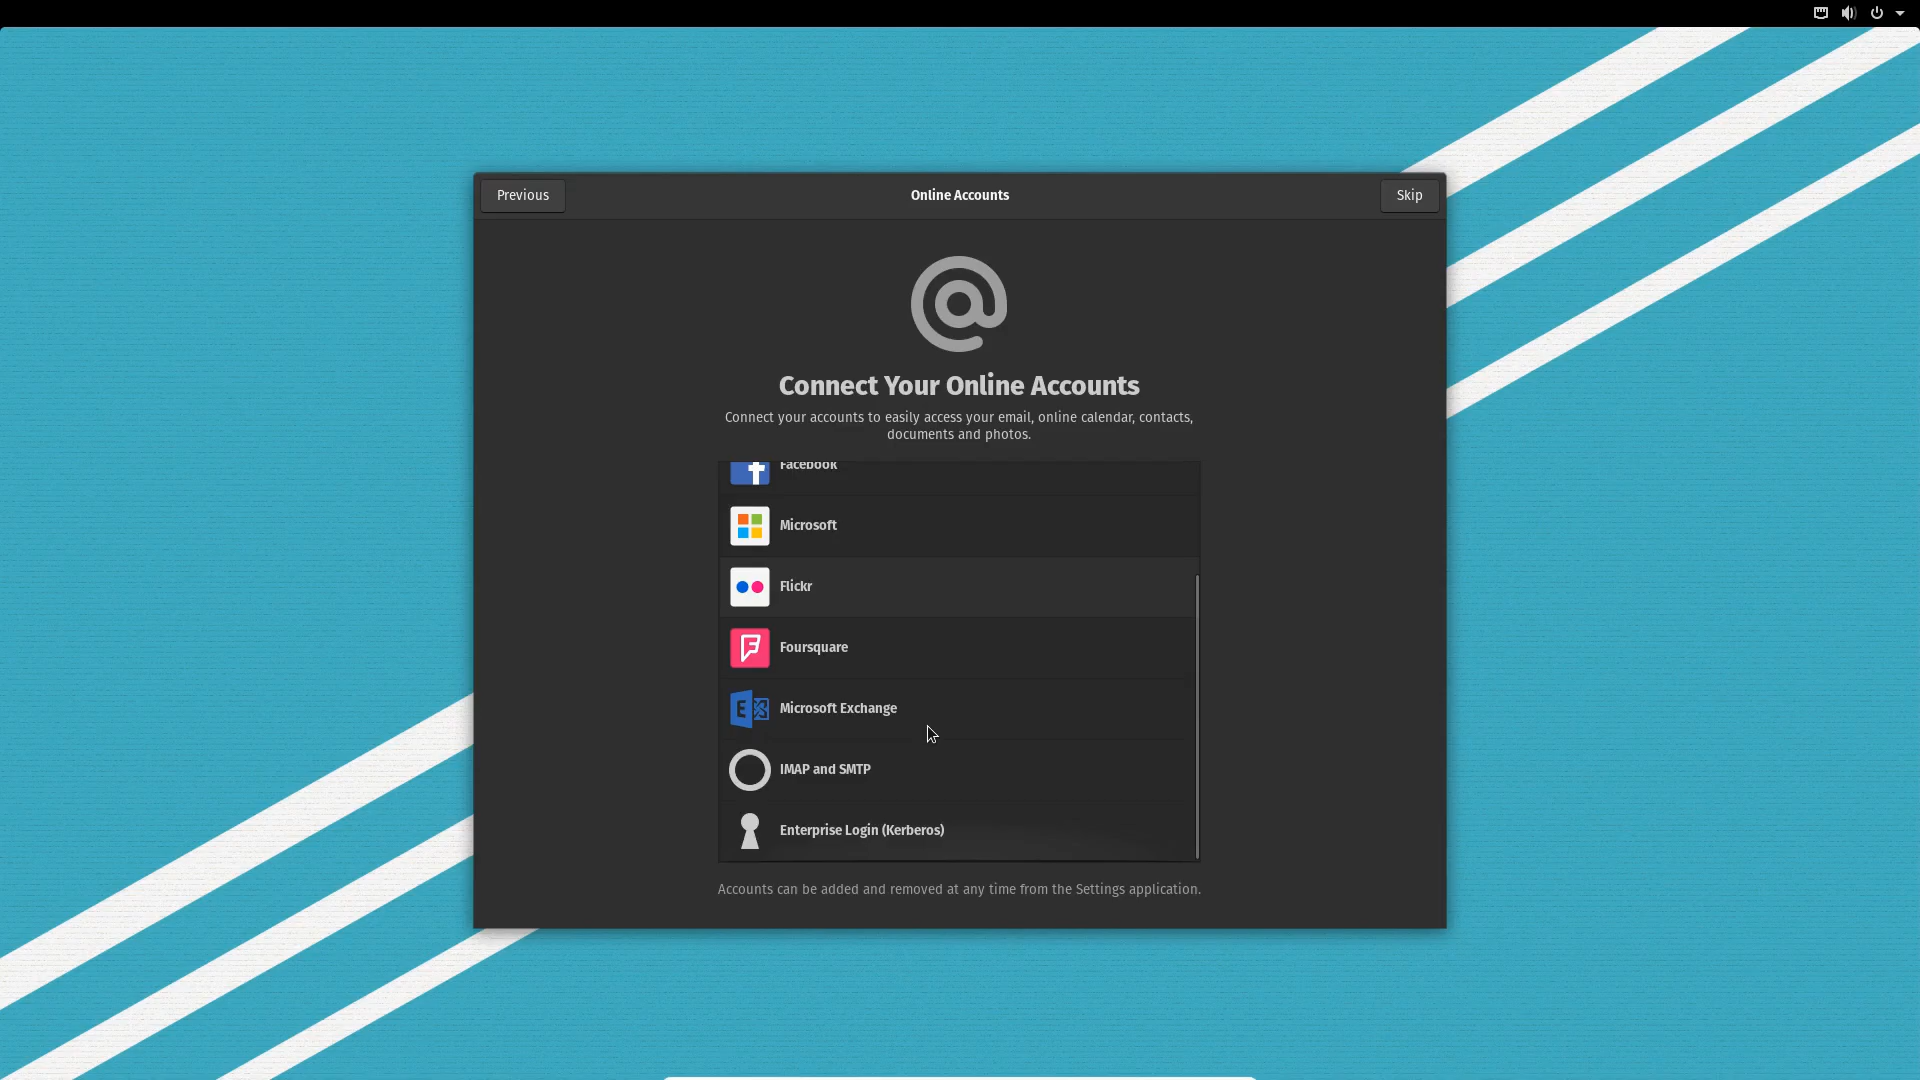 Previous
Online Accounts
Skip
Connect Your Online Accounts
Connect your accounts to easily access your email, online calendar, contacts,
documents and photos.
Facebook
Microsoft
Flickr
Foursquare
Microsoft Exchange
IMAP and SMTP
Enterprise Login (Kerberos)
Accounts can be added and removed at any time from the Settings application.